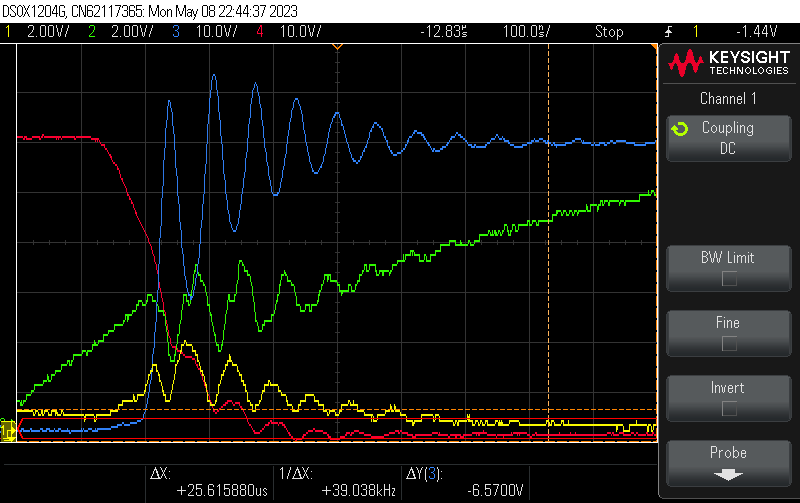 DSOX1204G, CN62117365: Mon May 08 22:44:37 2023
1 2.00V/ 2 2.00V/ 3 10.0V/ 4 10.0V/ -12.83s 100.0s/ Stop 1 -1.44V
KEYSIGHT
TECHNOLOGIES
Channel 1
Coupling
DC
BW Limit
Fine
Invert
Probe
ΔX:
+25.615880us
1/ΔX:
+39.038kHz
ΔY(3):
-6.5700V